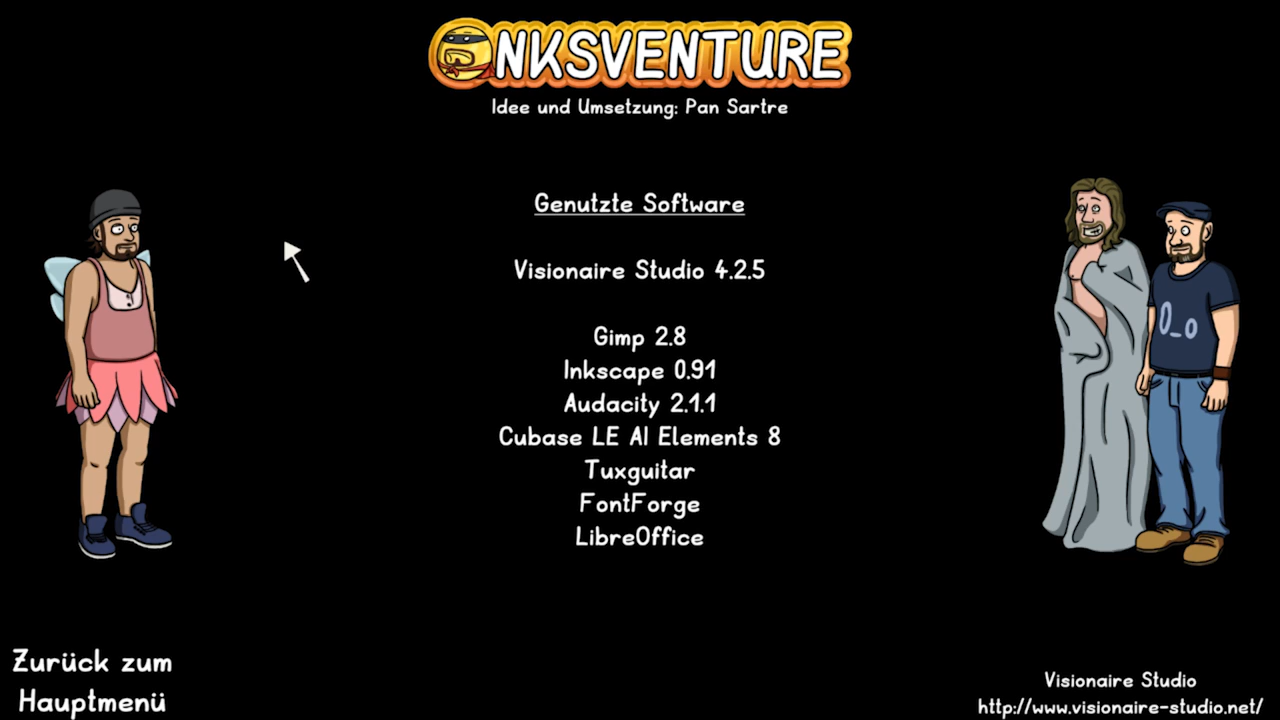 ONKSVENTURE
Idee und Umsetzung: Pan Sartre
Genutzte Software
Visionaire Studio 4.2.5
Gimp 2.8
Inkscape 0.91
Audacity 2.1.1
Cubase LE AI Elements 8
Tuxguitar
FontForge
LibreOffice
0_o
Zurück zum
Hauptmenü
Visionaire Studio
http://www.visionaire-studio.net/